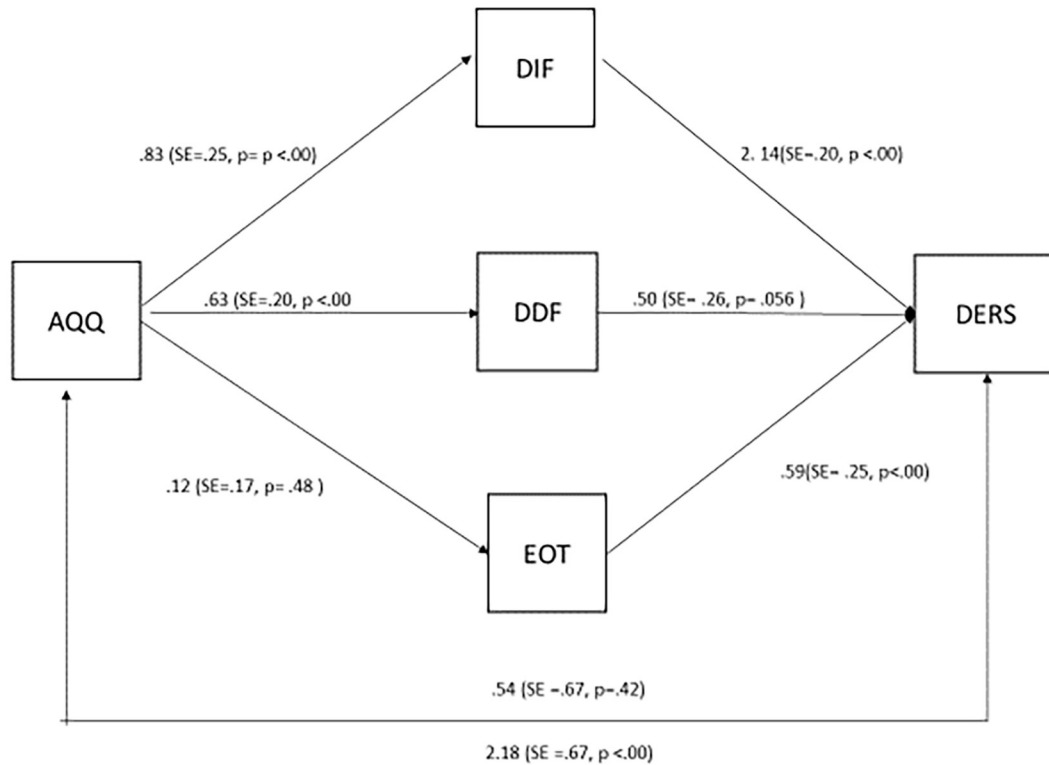 DIF
.83 (SE=.25, p= p <.00)
2. 14(SE=.20, p <.00)
AQQ
.63 (SE=.20, p <.00
DDF
.50 (SE= .26, p= .056 )
DERS
.12 (SE=.17, p= .48 )
.59(SE= .25, p<.00)
EOT
.54 (SE =.67, p=.42)
2.18 (SE =.67, p <.00)